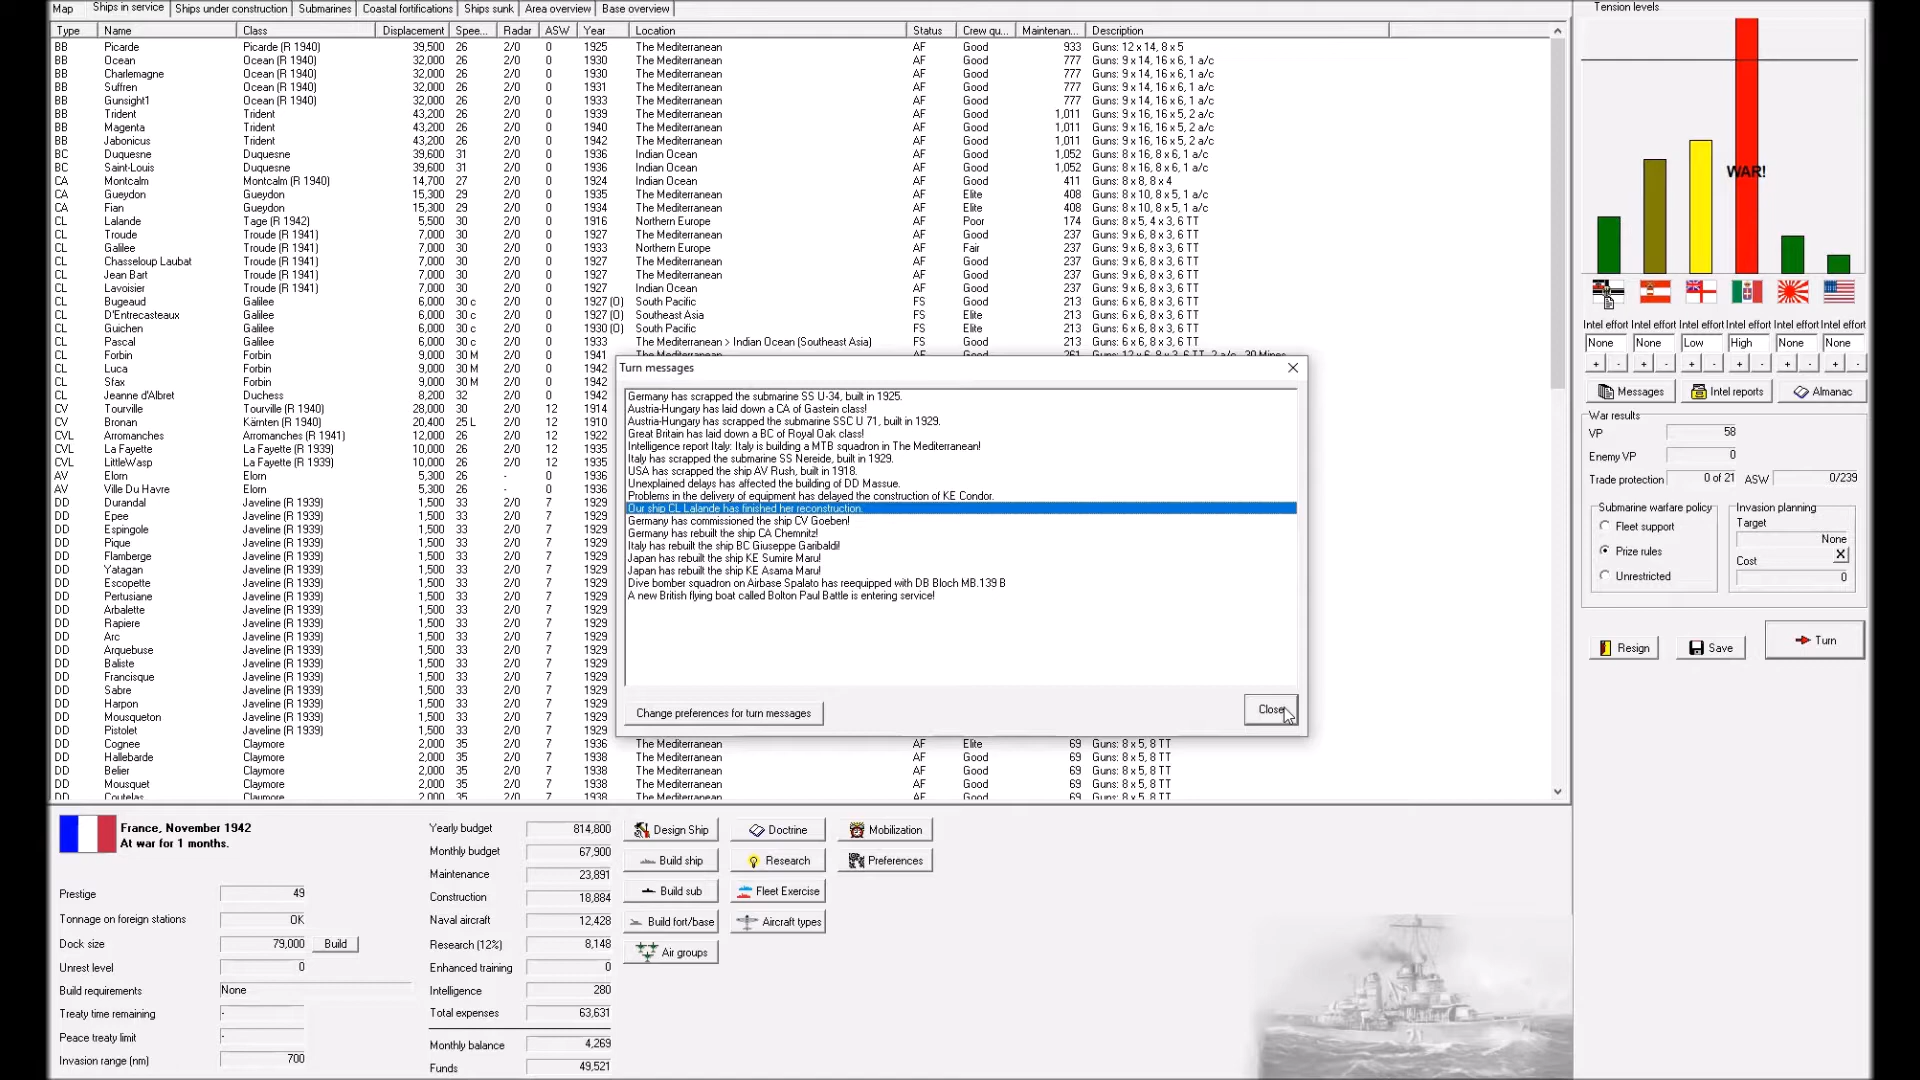 Map Ships in service Ships under construction Submarines Coastal fortifications Ships sunk Area overview Base overview
Type Name Class Displacement Spee... Radar ASW Year Location Status Crew qu... Maintenan... Description
BB Picarde Picarde (R 1940) 39,500 26 2/0 0 1925 The Mediterranean AF Good 933 Guns: 12 x 14, 8 x 5
BB Ocean Ocean (R 1940) 32,000 26 2/0 0 1930 The Mediterranean AF Good 777 Guns: 9 x 14, 16 x 6, 1 a/c
BB Charlemagne Ocean (R 1940) 32,000 26 2/0 0 1930 The Mediterranean AF Good 777 Guns: 9 x 14, 16 x 6, 1 a/c
BB Suffren Ocean (R 1940) 32,000 26 2/0 0 1931 The Mediterranean AF Good 777 Guns: 9 x 14, 16 x 6, 1 a/c
BB Gunsight1 Ocean (R 1940) 32,000 26 2/0 0 1933 The Mediterranean AF Good 777 Guns: 9 x 14, 16 x 6, 1 a/c
BB Trident Trident 43,200 26 2/0 0 1939 The Mediterranean AF Good 1,011 Guns: 9 x 16, 16 x 5, 2 a/c
BB Magenta Trident 43,200 26 2/0 0 1940 The Mediterranean AF Good 1,011 Guns: 9 x 16, 16 x 5, 2 a/c
BB Jabonicus Trident 43,200 26 2/0 0 1942 The Mediterranean AF Good 1,011 Guns: 9 x 16, 16 x 5, 2 a/c
BC Duquesne Duquesne 39,600 31 2/0 0 1936 Indian Ocean AF Good 1,052 Guns: 8 x 16, 8 x 6, 1 a/c
BC Saint-Louis Duquesne 39,600 31 2/0 0 1936 Indian Ocean AF Good 1,052 Guns: 8 x 16, 8 x 6, 1 a/c
CA Montcalm Montcalm (R 1940) 14,700 27 2/0 0 1924 Indian Ocean AF Good 411 Guns: 8 x 8, 8 x 4
CA Gueydon Gueydon 15,300 29 2/0 0 1935 The Mediterranean AF Elite 408 Guns: 8 x 10, 8 x 5, 1 a/c
CA Fian Gueydon 15,300 29 2/0 0 1934 The Mediterranean AF Elite 408 Guns: 8 x 10, 8 x 5, 1 a/c
CL Lalande Tage (R 1942) 5,500 30 2/0 0 1916 Northern Europe AF Poor 174 Guns: 8 x 5, 4 x 3, 6 TT
CL Troude Troude (R 1941) 7,000 30 2/0 0 1927 The Mediterranean AF Good 237 Guns: 9 x 6, 8 x 3, 6 TT
CL Galilee Troude (R 1941) 7,000 30 2/0 0 1933 Northern Europe AF Fair 237 Guns: 9 x 6, 8 x 3, 6 TT
CL Chasseloup Laubat Troude (R 1941) 7,000 30 2/0 0 1927 The Mediterranean AF Good 237 Guns: 9 x 6, 8 x 3, 6 TT
CL Jean Bart Troude (R 1941) 7,000 30 2/0 0 1927 The Mediterranean AF Good 237 Guns: 9 x 6, 8 x 3, 6 TT
CL Lavoisier Troude (R 1941) 7,000 30 2/0 0 1927 Indian Ocean AF Good 237 Guns: 9 x 6, 8 x 3, 6 TT
CL Bugeaud Galilee 6,000 30 c 2/0 0 1927 (O) South Pacific FS Good 213 Guns: 6 x 6, 8 x 3, 6 TT
CL D'Entrecasteaux Galilee 6,000 30 c 2/0 0 1927 (O) Southeast Asia FS Elite 213 Guns: 6 x 6, 8 x 3, 6 TT
CL Guichen Galilee 6,000 30 c 2/0 0 1930 (O) South Pacific FS Elite 213 Guns: 6 x 6, 8 x 3, 6 TT
CL Pascal Galilee 6,000 30 c 2/0 0 1933 The Mediterranean > Indian Ocean (Southeast Asia) FS Good 213 Guns: 6 x 6, 8 x 3, 6 TT
CL Forbin Forbin 9,000 30 M 2/0 0 1941
CL Luca Forbin 9,000 30 M 2/0 0 1942
CL Sfax Forbin 9,000 30 M 2/0 0 1942
CL Jeanne d'Albret Duchess 8,200 32 2/0 0 1942
CV Tourville Tourville (R 1940) 28,000 30 2/0 12 1914
CV Bronan Kärnten (R 1940) 20,400 25 L 2/0 12 1910
CVL Arromanches Arromanches (R 1941) 12,000 26 2/0 12 1922
CVL La Fayette La Fayette (R 1939) 10,000 26 2/0 12 1935
CVL LittleWasp La Fayette (R 1939) 10,000 26 2/0 12 1935
AV Elorn Elorn 5,300 26 - 0 1936
AV Ville Du Havre Elorn 5,300 26 - 0 1936
DD Durandal Javeline (R 1939) 1,500 33 2/0 7 1929
DD Epee Javeline (R 1939) 1,500 33 2/0 7 1929
DD Espingole Javeline (R 1939) 1,500 33 2/0 7 1929
DD Pique Javeline (R 1939) 1,500 33 2/0 7 1929
DD Flamberge Javeline (R 1939) 1,500 33 2/0 7 1929
DD Yatagan Javeline (R 1939) 1,500 33 2/0 7 1929
DD Escopette Javeline (R 1939) 1,500 33 2/0 7 1929
DD Pertusiane Javeline (R 1939) 1,500 33 2/0 7 1929
DD Arbalette Javeline (R 1939) 1,500 33 2/0 7 1929
DD Rapiere Javeline (R 1939) 1,500 33 2/0 7 1929
DD Arc Javeline (R 1939) 1,500 33 2/0 7 1929
DD Arquebuse Javeline (R 1939) 1,500 33 2/0 7 1929
DD Baliste Javeline (R 1939) 1,500 33 2/0 7 1929
DD Francisque Javeline (R 1939) 1,500 33 2/0 7 1929
DD Sabre Javeline (R 1939) 1,500 33 2/0 7 1929
DD Harpon Javeline (R 1939) 1,500 33 2/0 7 1929
DD Mousqueton Javeline (R 1939) 1,500 33 2/0 7 1929
DD Pistolet Javeline (R 1939) 1,500 33 2/0 7 1929
DD Cognee Claymore 2,000 35 2/0 7 1936 The Mediterranean AF Elite 69 Guns: 8 x 5, 8 TT
DD Hallebarde Claymore 2,000 35 2/0 7 1938 The Mediterranean AF Good 69 Guns: 8 x 5, 8 TT
DD Belier Claymore 2,000 35 2/0 7 1938 The Mediterranean AF Good 69 Guns: 8 x 5, 8 TT
DD Mousquet Claymore 2,000 35 2/0 7 1938 The Mediterranean AF Good 69 Guns: 8 x 5, 8 TT
DD Coutelas Claymore 2,000 35 2/0 7 1938 The Mediterranean AF Good 69 Guns: 8 x 5, 8 TT
Turn messages
Germany has scrapped the submarine SS U-34, built in 1925.
Austria-Hungary has laid down a CA of Gastein class!
Austria-Hungary has scrapped the submarine SSC U 71, built in 1929.
Great Britain has laid down a BC of Royal Oak class!
Intelligence report Italy: Italy is building a MTB squadron in The Mediterranean!
Italy has scrapped the submarine SS Nereide, built in 1929.
USA has scrapped the ship AV Rush, built in 1918.
Unexplained delays has affected the building of DD Massue.
Problems in the delivery of equipment has delayed the construction of KE Condor.
Our ship CL Lalande has finished her reconstruction.
Germany has commissioned the ship CV Goeben!
Germany has rebuilt the ship CA Chemnitz!
Italy has rebuilt the ship BC Giuseppe Garibaldi!
Japan has rebuilt the ship KE Sumire Maru!
Japan has rebuilt the ship KE Asama Maru!
Dive bomber squadron on Airbase Spalato has reequipped with DB Bloch MB.139 B
A new British flying boat called Bolton Paul Battle is entering service!
Change preferences for turn messages Close
Tension levels
WAR!
Intel effort Intel effort Intel effort Intel effort Intel effort Intel effort
None None Low High None None
+ - + - + - + - + - + -
Messages Intel reports Almanac
War results
VP 58
Enemy VP 0
Trade protection 0 of 21 ASW 0/239
Submarine warfare policy
Fleet support
Prize rules
Unrestricted
Invasion planning
Target
None
X
Cost
0
Resign Save Turn
France, November 1942
At war for 1 months.
Prestige 49
Tonnage on foreign stations OK
Dock size 79,000 Build
Unrest level 0
Build requirements None
Treaty time remaining -
Peace treaty limit -
Invasion range (nm) 700
Yearly budget 814,800
Monthly budget 67,900
Maintenance 23,891
Construction 18,884
Naval aircraft 12,428
Research (12%) 8,148
Enhanced training 0
Intelligence 280
Total expenses 63,631
Monthly balance 4,269
Funds 49,521
Design Ship Doctrine Mobilization
Build ship Research Preferences
Build sub Fleet Exercise
Build fort/base Aircraft types
Air groups